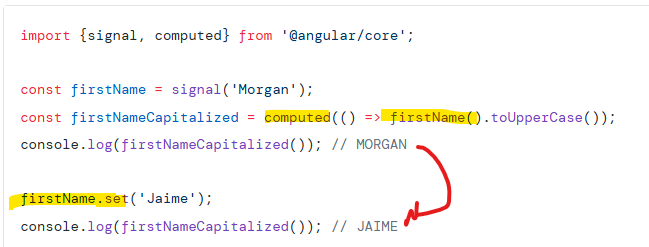 import {signal, computed} from '@angular/core';
const firstName = signal('Morgan');
const firstNameCapitalized = computed(() => firstName().toUpperCase());
console.log(firstNameCapitalized()); // MORGAN
firstName.set('Jaime');
console.log(firstNameCapitalized()); // JAIME